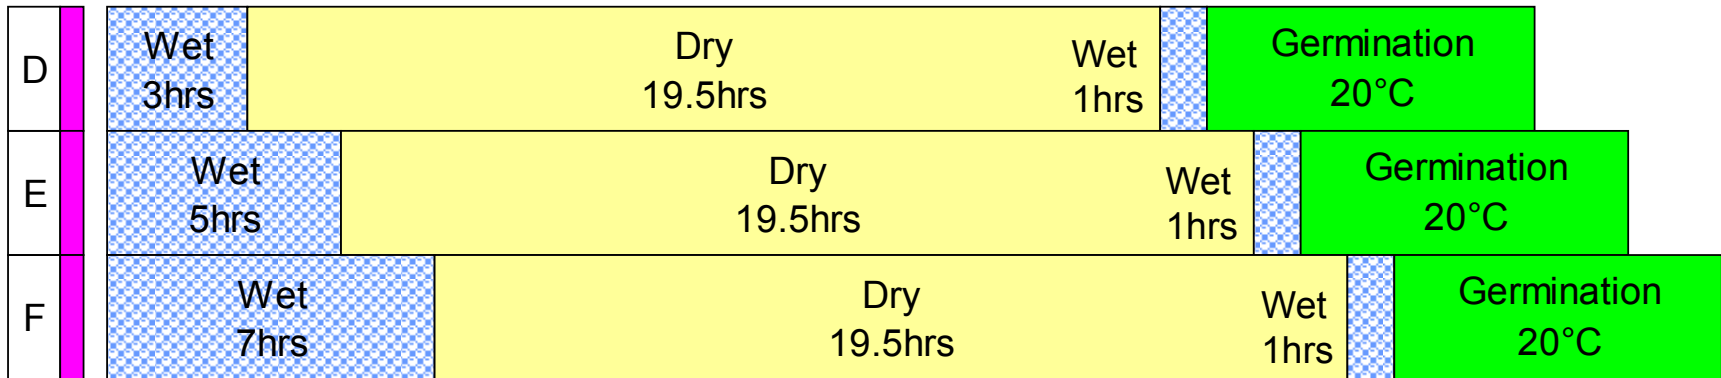 D
Wet
3hrs
Dry
19.5hrs
Wet
1hrs
Germination
20°C
E
Wet
5hrs
Dry
19.5hrs
Wet
1hrs
Germination
20°C
F
Wet
7hrs
Dry
19.5hrs
Wet
1hrs
Germination
20°C